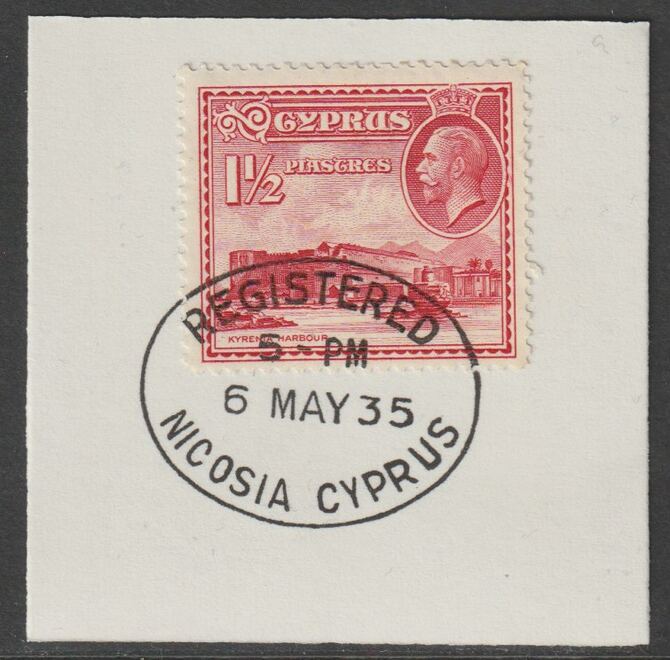 CYPRUS
1½ PIASTRES
KYRENIA HARBOUR
REGISTERED
5 - PM
6 MAY 35
NICOSIA CYPRUS